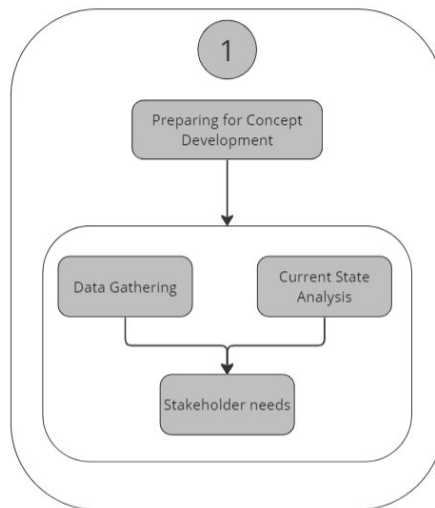 1
Preparing for Concept
Development
Data Gathering
Current State
Analysis
Stakeholder needs